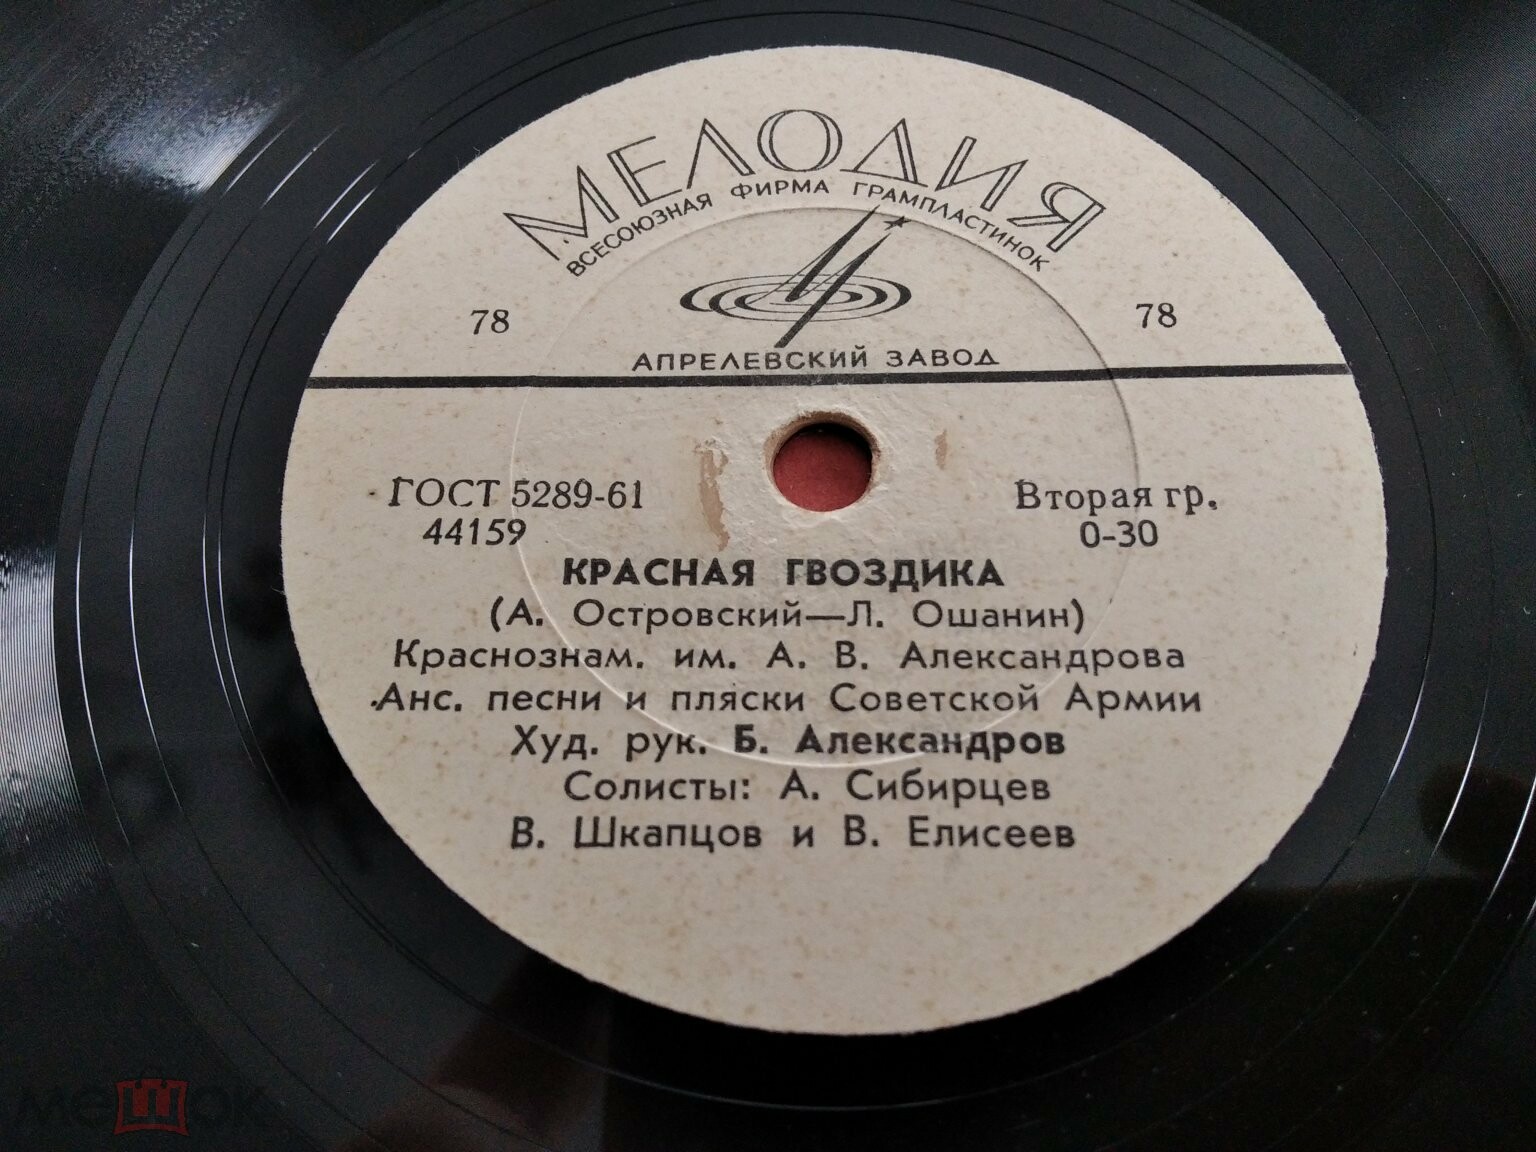 МЕЛОДИЯ
ВСЕСОЮЗНАЯ ФИРМА ГРАМПЛАСТИНОК
78 78
АПРЕЛЕВСКИЙ ЗАВОД
ГОСТ 5289-61 Вторая гр.
44159 0-30
КРАСНАЯ ГВОЗДИКА
(А. Островский—Л. Ошанин)
Краснознам. им. А. В. Александрова
Анс. песни и пляски Советской Армии
Худ. рук. Б. Александров
Солисты: А. Сибирцев
В. Шкапцов и В. Елисеев
мешок